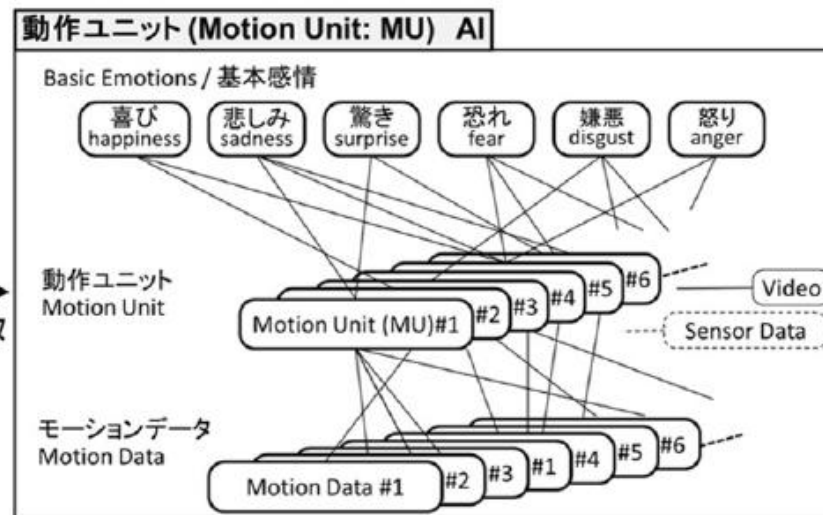 動作ユニット (Motion Unit: MU) AI
Basic Emotions / 基本感情
喜び
happiness
悲しみ
sadness
驚き
surprise
恐れ
fear
嫌悪
disgust
怒り
anger
動作ユニット
Motion Unit
Motion Unit (MU)#1
#2
#3
#4
#5
#6
Video
Sensor Data
モーションデータ
Motion Data
Motion Data #1
#2
#3
#1
#4
#5
#6